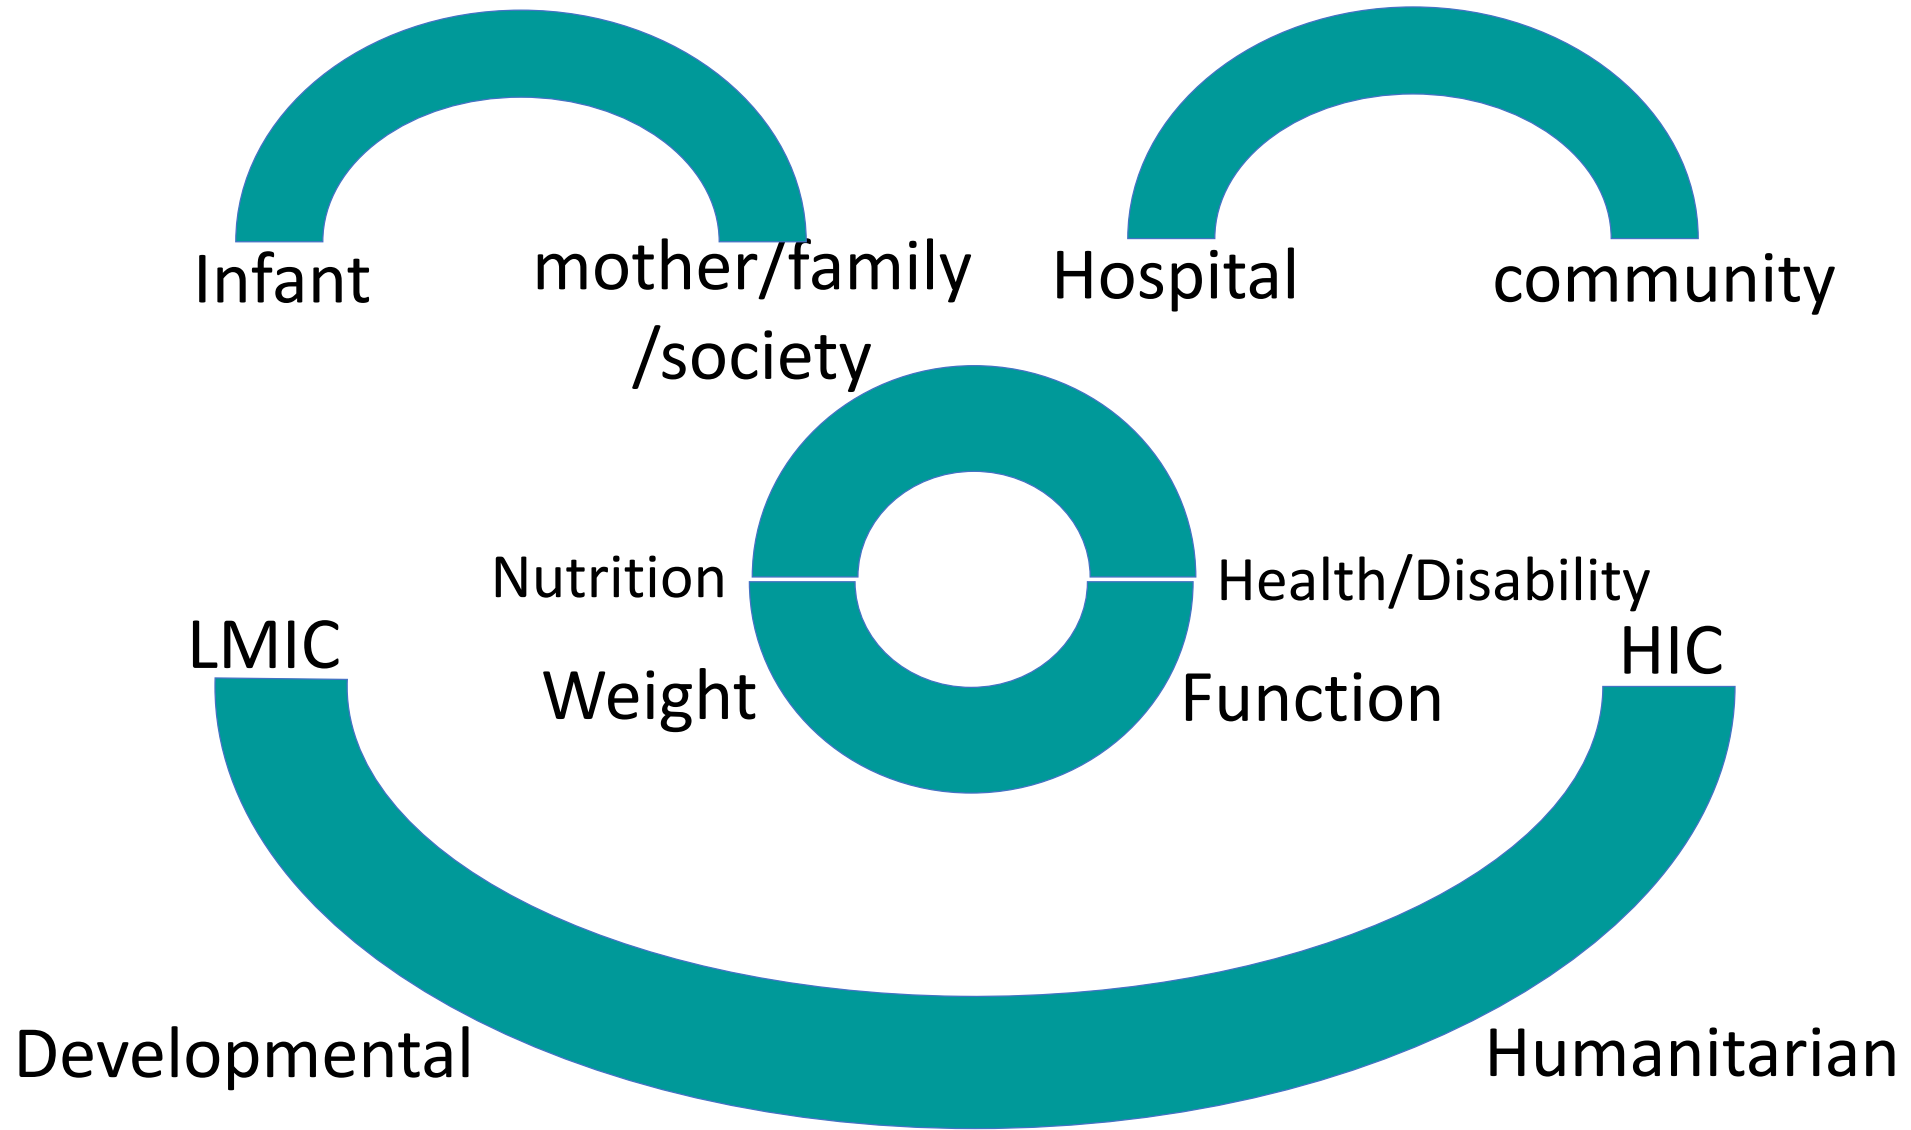 Infant
mother/family
/society
Hospital
community
Nutrition
Health/Disability
LMIC
HIC
Weight
Function
Developmental
Humanitarian